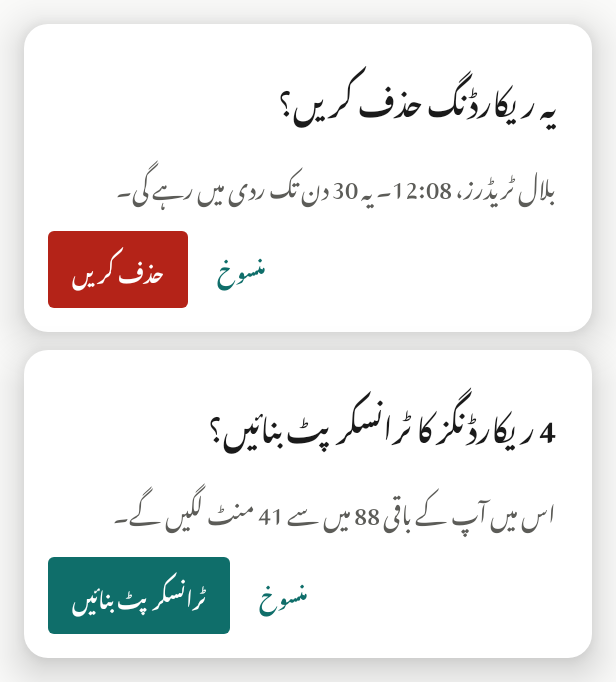 یہ ریکارڈنگ حذف کریں؟
بلال ٹریڈرز، 12:08۔ یہ 30 دن تک ردی میں رہے گی۔
منسوخ
حذف کریں
4 ریکارڈنگز کا ٹرانسکرپٹ بنائیں؟
اس میں آپ کے باقی 88 میں سے 41 منٹ لگیں گے۔
منسوخ
ٹرانسکرپٹ بنائیں